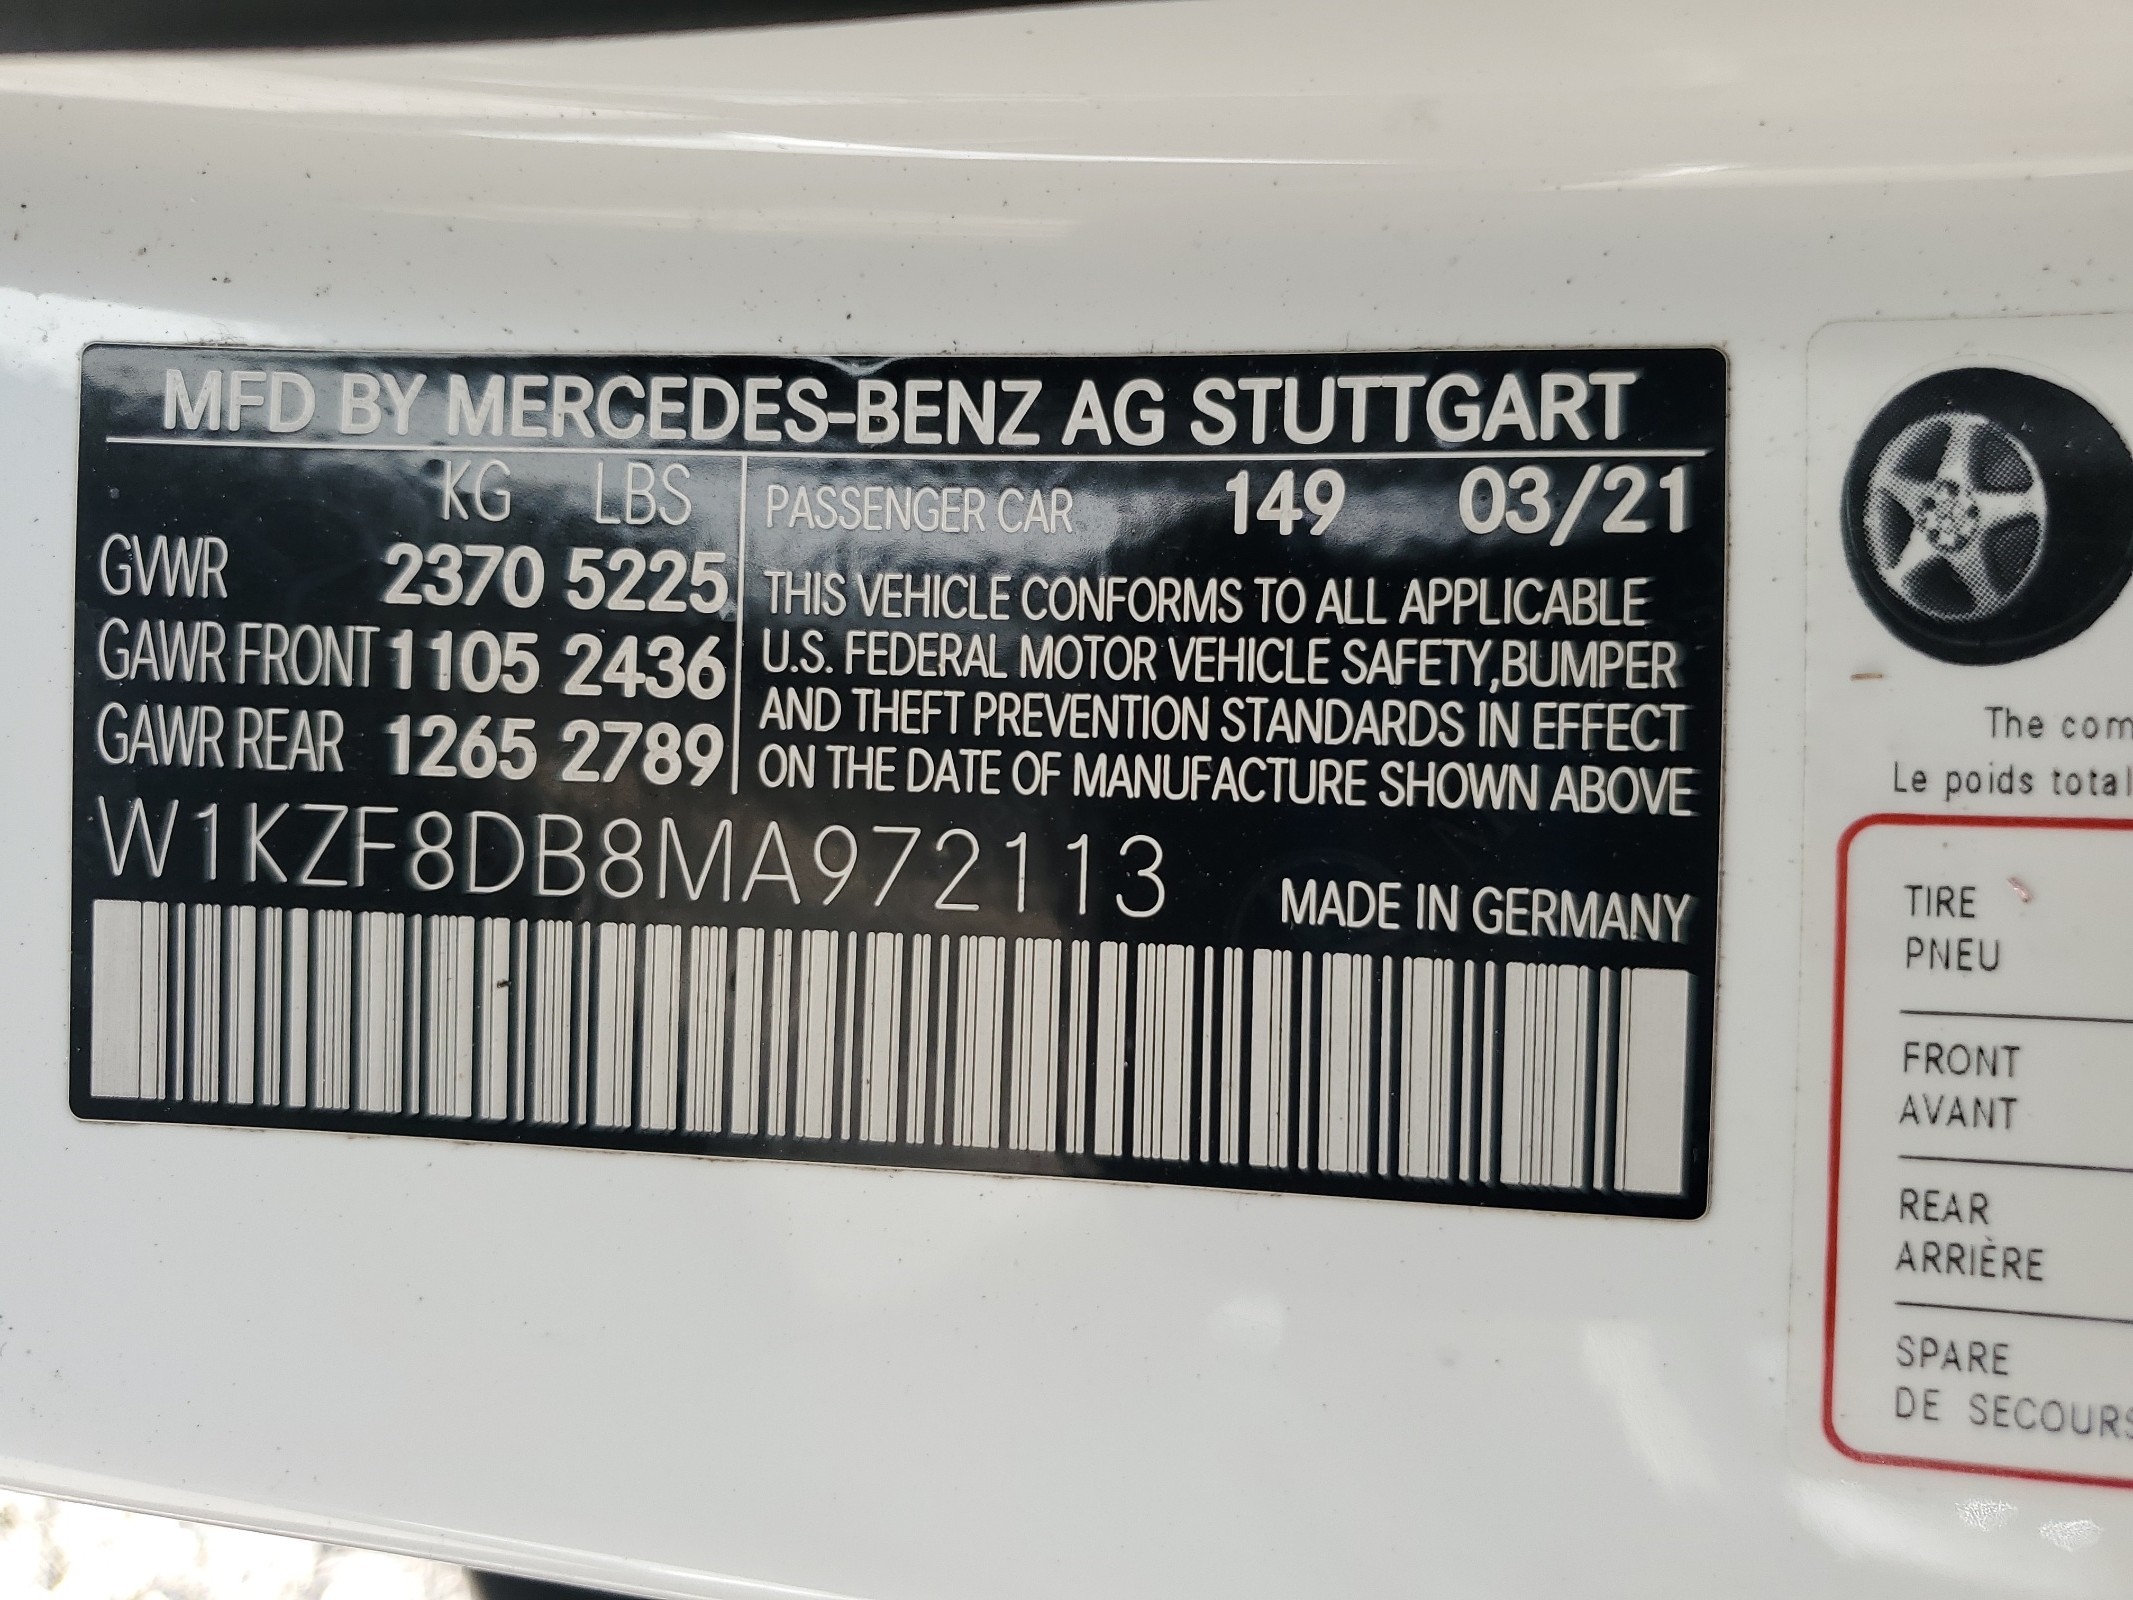 MFD BY MERCEDES-BENZ AG STUTTGART
KG LBS
GVWR 2370 5225
GAWR FRONT 1105 2436
GAWR REAR 1265 2789
PASSENGER CAR 149 03/21
THIS VEHICLE CONFORMS TO ALL APPLICABLE
U.S. FEDERAL MOTOR VEHICLE SAFETY, BUMPER
AND THEFT PREVENTION STANDARDS IN EFFECT
ON THE DATE OF MANUFACTURE SHOWN ABOVE
W1KZF8DB8MA972113
MADE IN GERMANY
The com
Le poids total
TIRE
PNEU
FRONT
AVANT
REAR
ARRIÈRE
SPARE
DE SECOURS